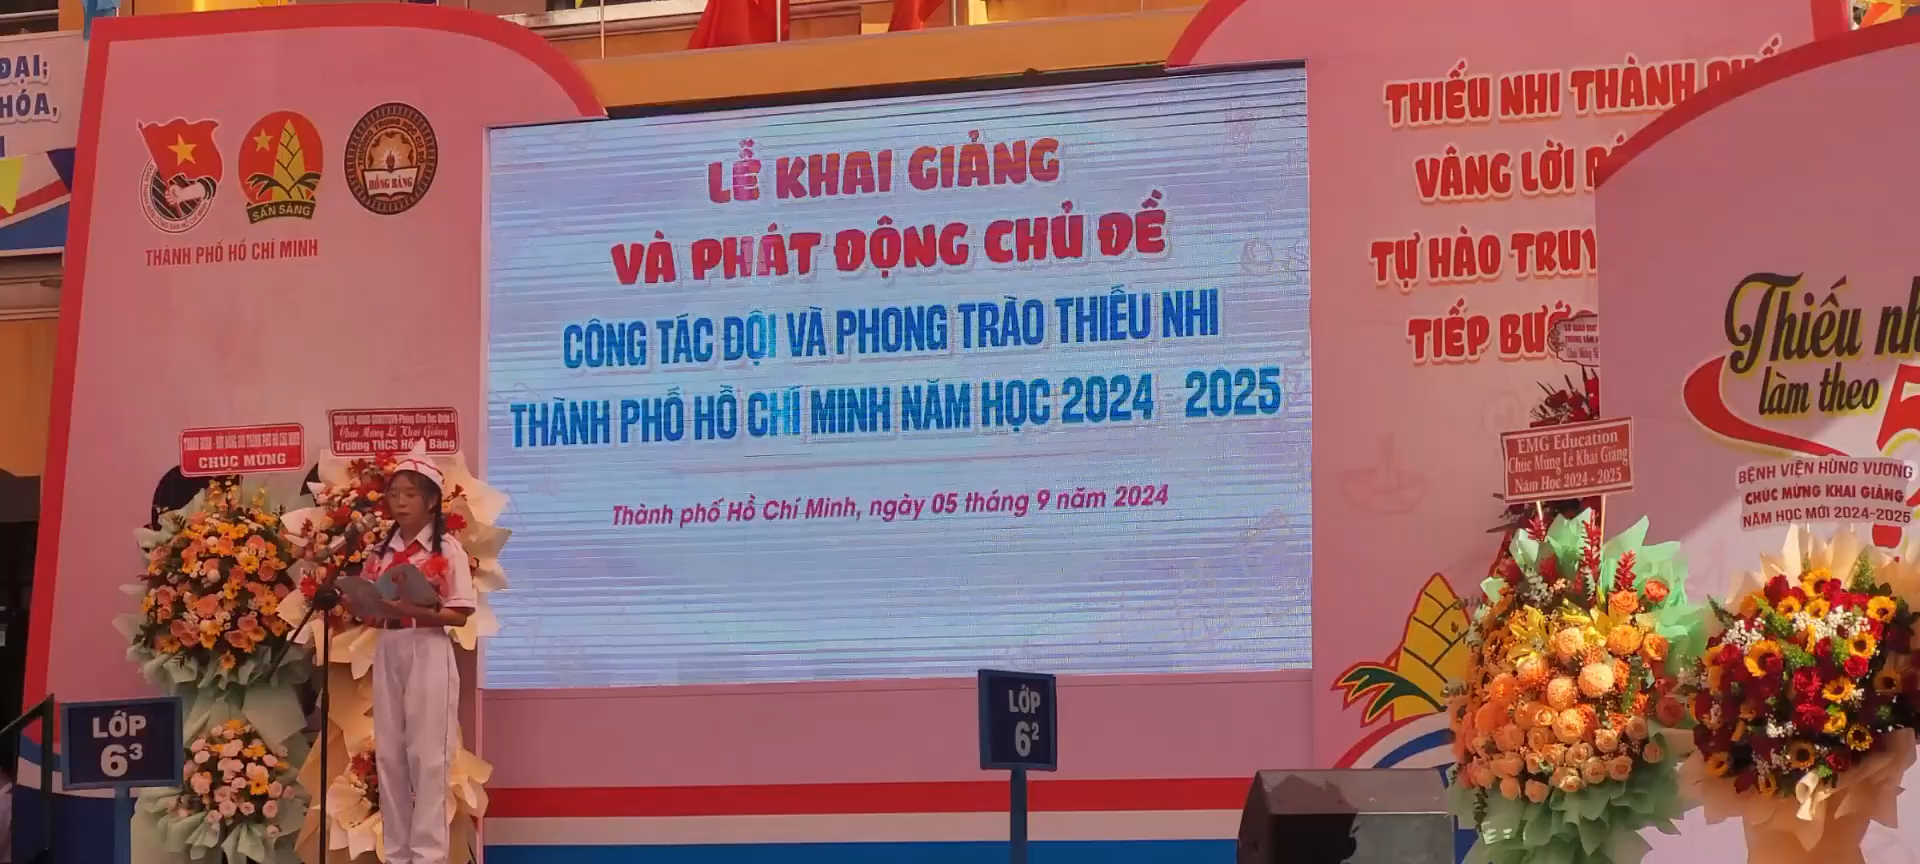 ĐẠI;
HÓA,
SẴN SÀNG
HỒNG BÀNG
THÀNH PHỐ HỒ CHÍ MINH
LỄ KHAI GIẢNG
VÀ PHÁT ĐỘNG CHỦ ĐỀ
CÔNG TÁC ĐỘI VÀ PHONG TRÀO THIẾU NHI
THÀNH PHỐ HỒ CHÍ MINH NĂM HỌC 2024 - 2025
Thành phố Hồ Chí Minh, ngày 05 tháng 9 năm 2024
THIẾU NHI THÀNH PHỐ
VÂNG LỜI
TỰ HÀO
TIẾP
Thiếu
làm theo 5
CHÚC MỪNG
Chúc Mừng Lễ Khai Giảng
Trường THCS Hồng Bàng
EMG Education
Chúc Mừng Lễ Khai Giảng
Năm Học 2024 - 2025
BỆNH VIỆN HÙNG VƯƠNG
CHÚC MỪNG KHAI GIẢNG
NĂM HỌC MỚI 2024-2025
LỚP
6³
LỚP
6²